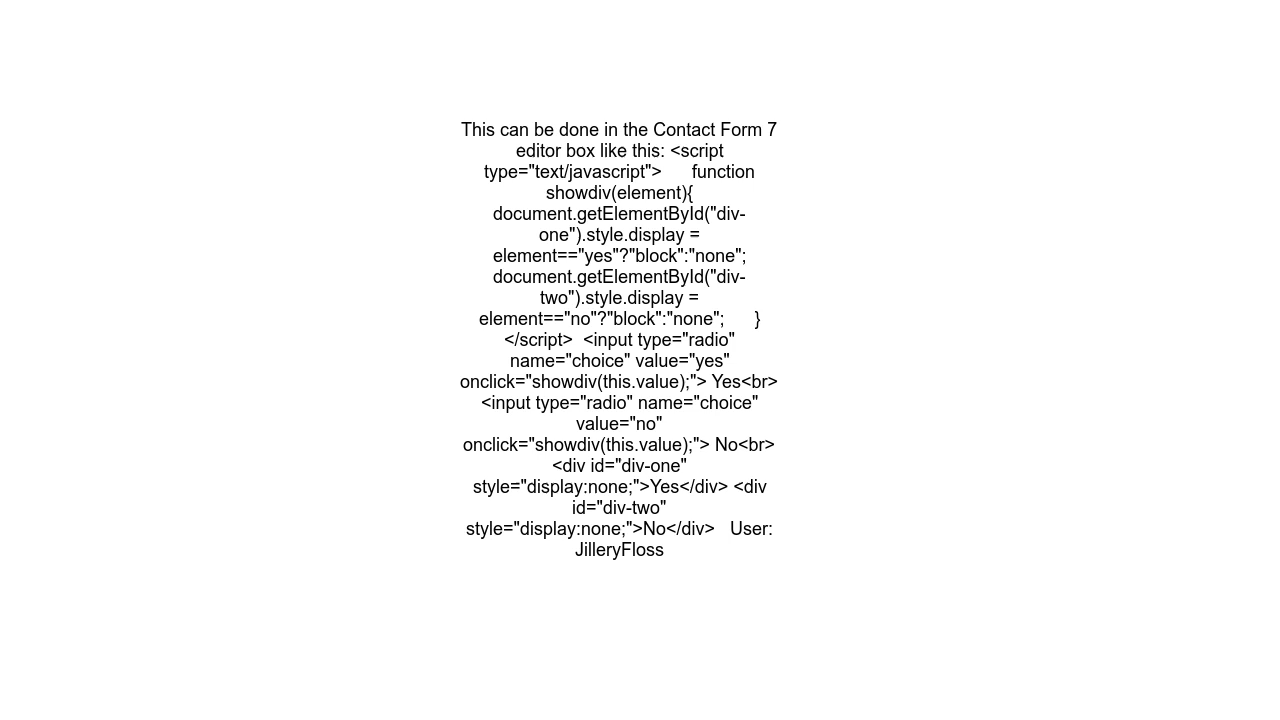 This can be done in the Contact Form 7
editor box like this: <script
type="text/javascript">      function
showdiv(element){
document.getElementById("div-
one").style.display =
element=="yes"?"block":"none";
document.getElementById("div-
two").style.display =
element=="no"?"block":"none";      }
</script>  <input type="radio"
name="choice" value="yes"
onclick="showdiv(this.value);"> Yes<br>
<input type="radio" name="choice"
value="no"
onclick="showdiv(this.value);"> No<br>
<div id="div-one"
style="display:none;">Yes</div> <div
id="div-two"
style="display:none;">No</div>   User:
JilleryFloss